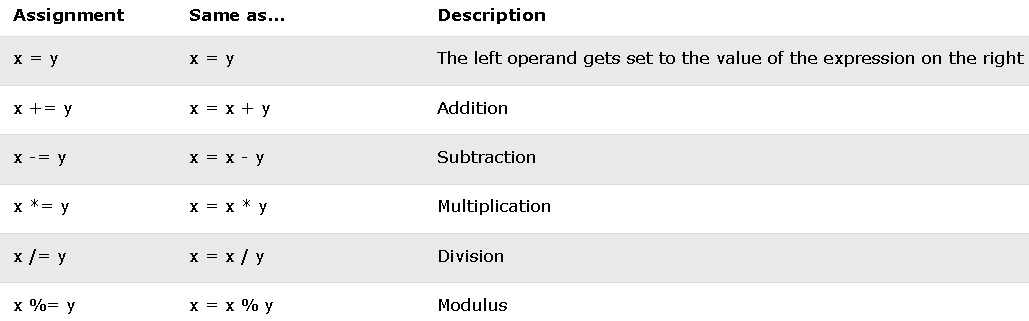 Assignment Same as... Description
x = y x = y The left operand gets set to the value of the expression on the right
x += y x = x + y Addition
x -= y x = x - y Subtraction
x *= y x = x * y Multiplication
x /= y x = x / y Division
x %= y x = x % y Modulus